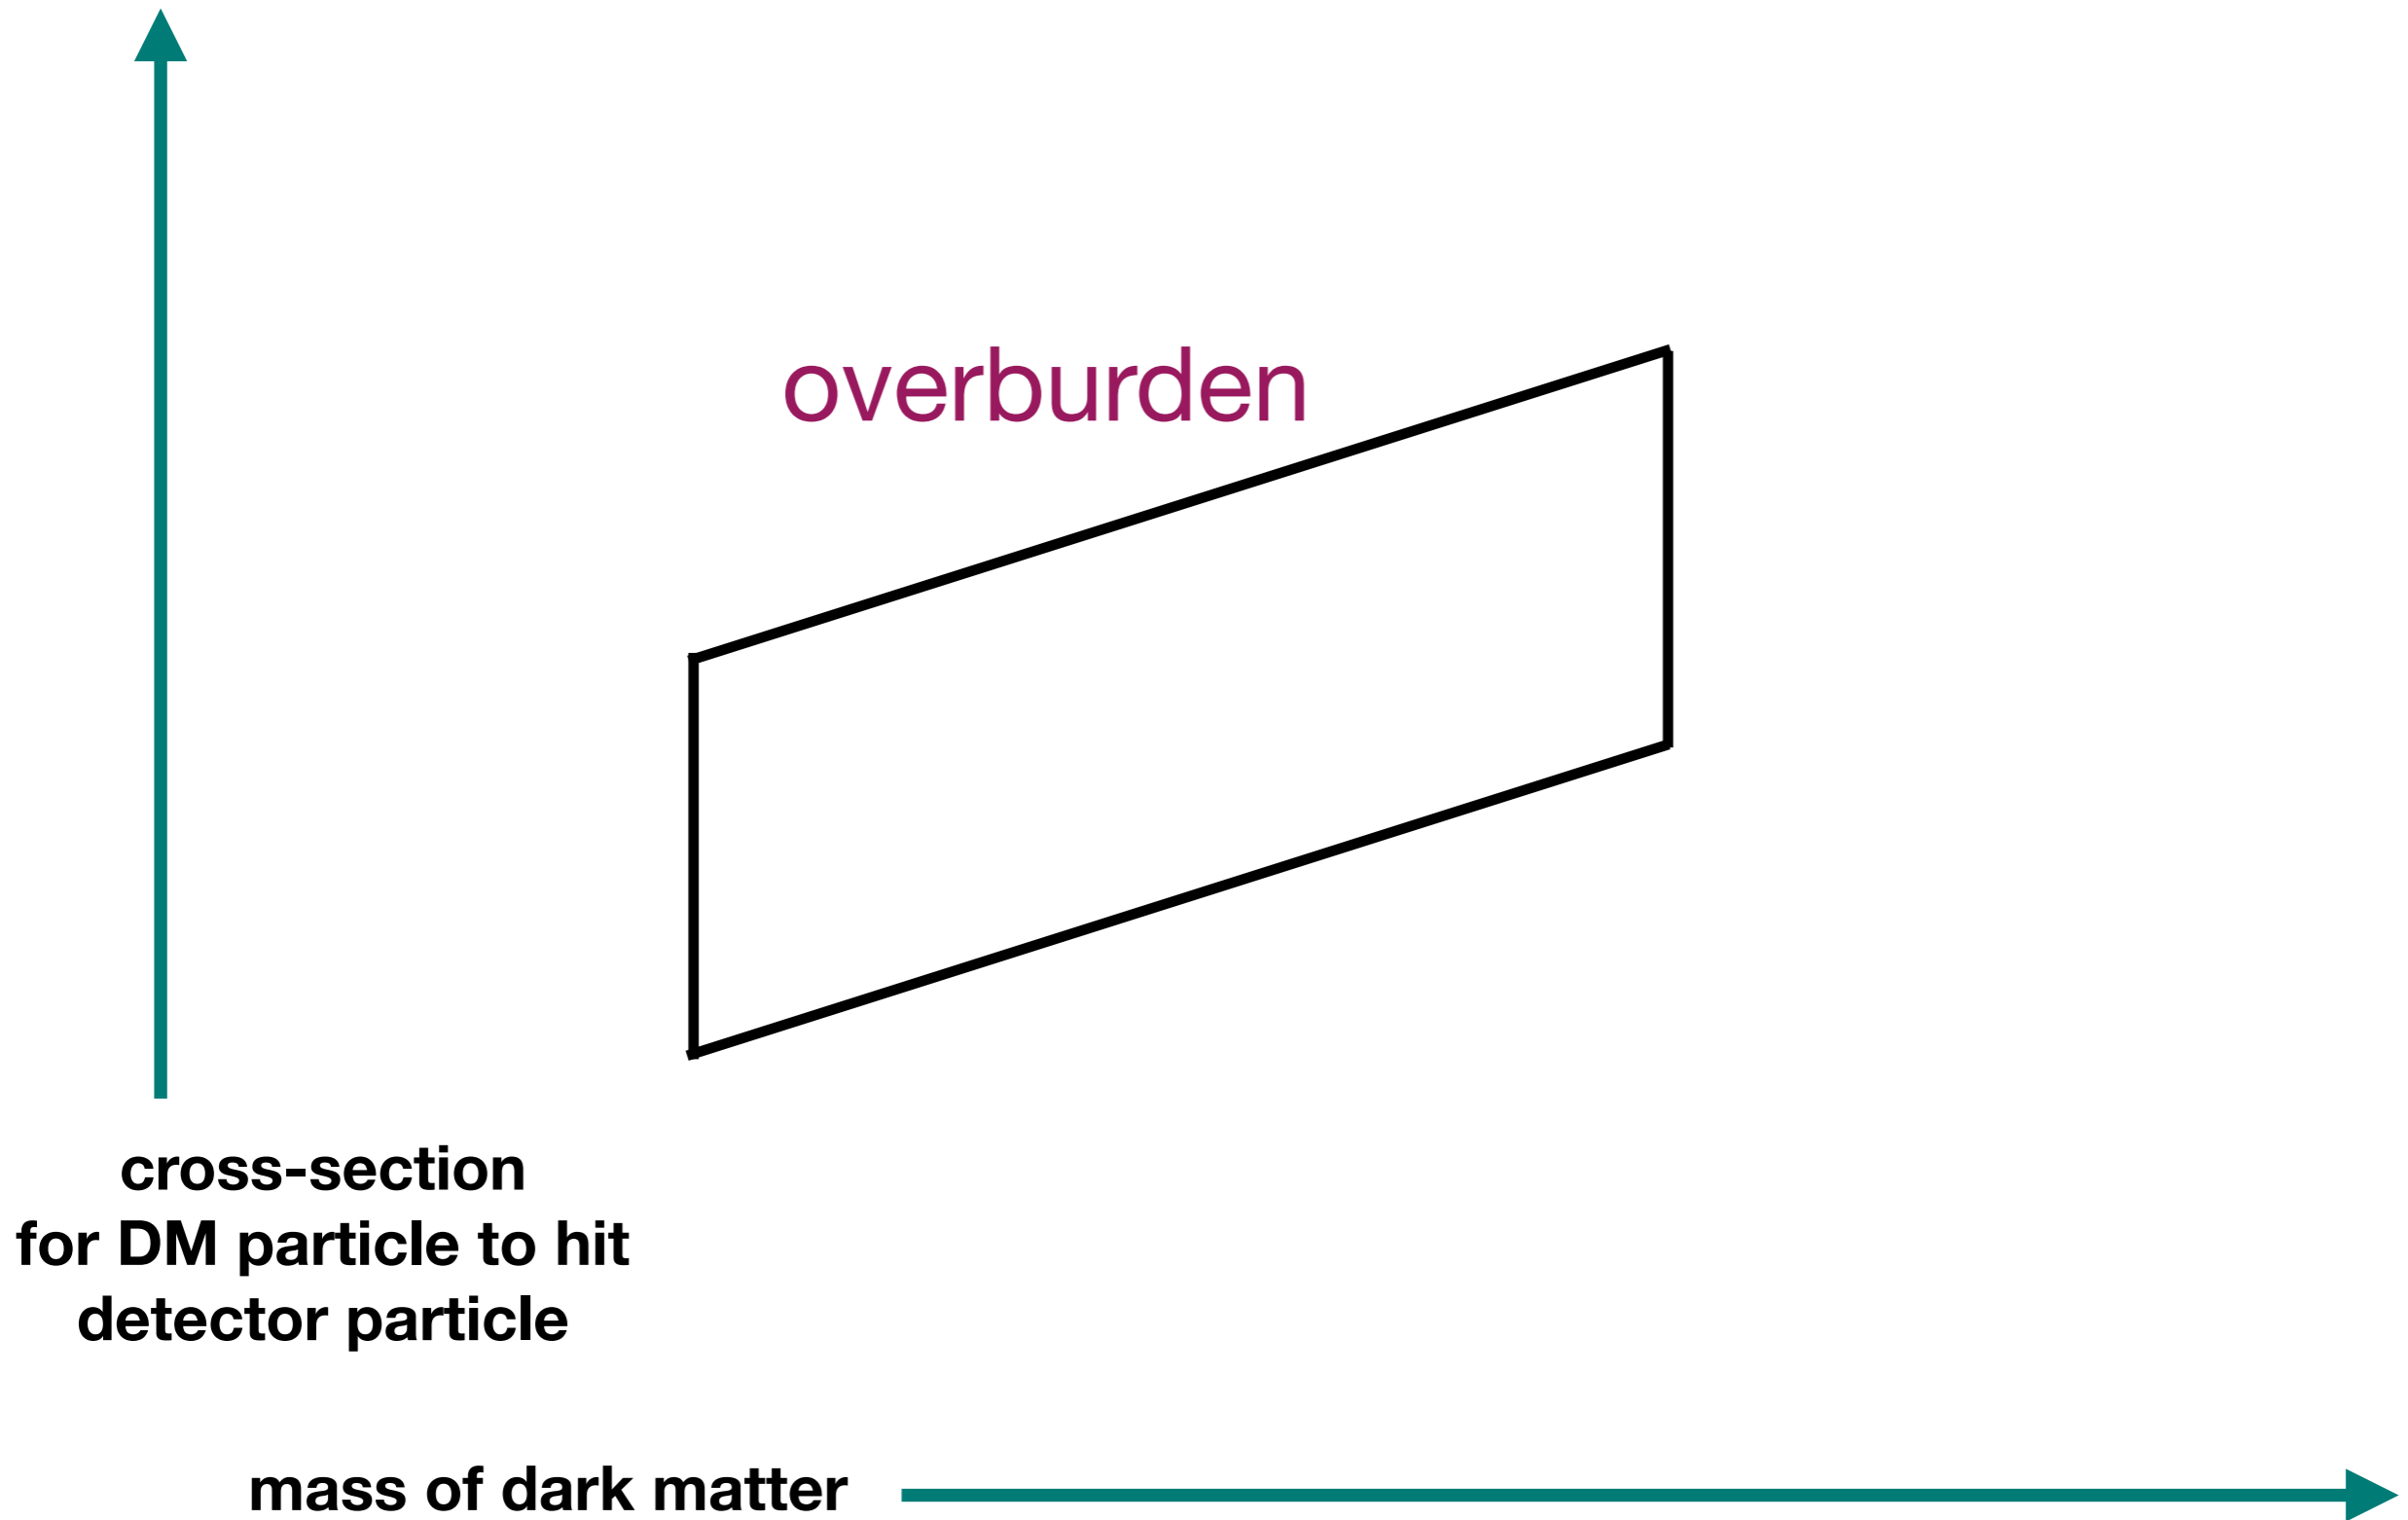 overburden
cross-section
for DM particle to hit
detector particle
mass of dark matter